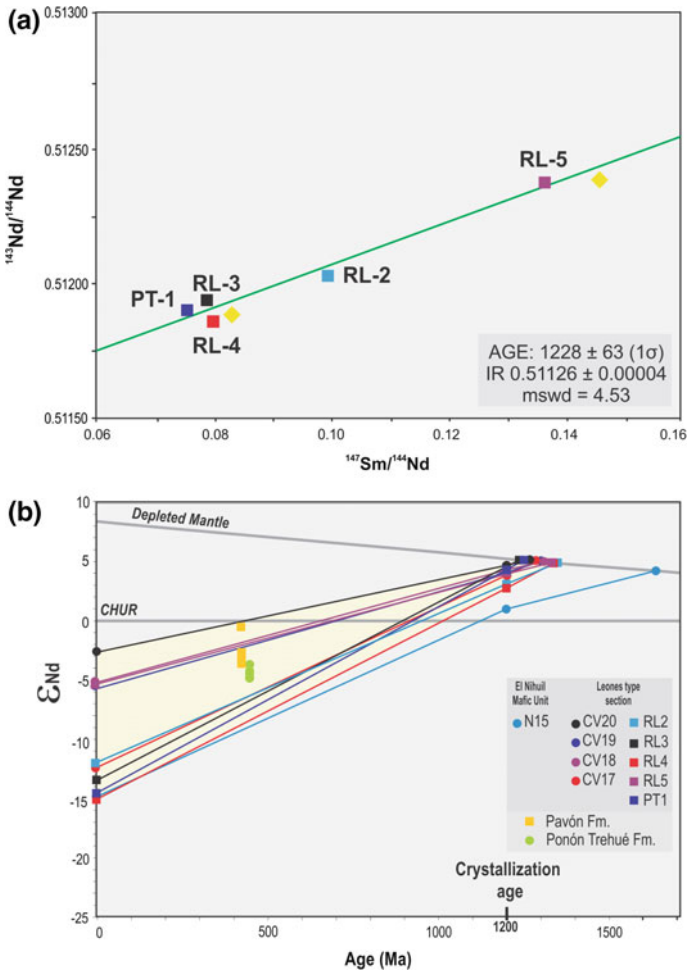 (a)
0.51300
0.51250
0.51200
0.51150
¹⁴³Nd/¹⁴⁴Nd
RL-5
RL-2
RL-3
PT-1
RL-4
AGE: 1228 ± 63 (1σ)
IR 0.51126 ± 0.00004
mswd = 4.53
0.06 0.08 0.10 0.12 0.14 0.16
¹⁴⁷Sm/¹⁴⁴Nd
(b)
10
5
0
-5
-10
-15
-20
-25
εNd
Depleted Mantle
CHUR
El Nihuil Mafic Unit
N15
Leones type section
CV20 RL2
CV19 RL3
CV18 RL4
CV17 RL5
PT1
Pavón Fm.
Ponón Trehué Fm.
Crystallization
age
0 500 1000 1200 1500
Age (Ma)